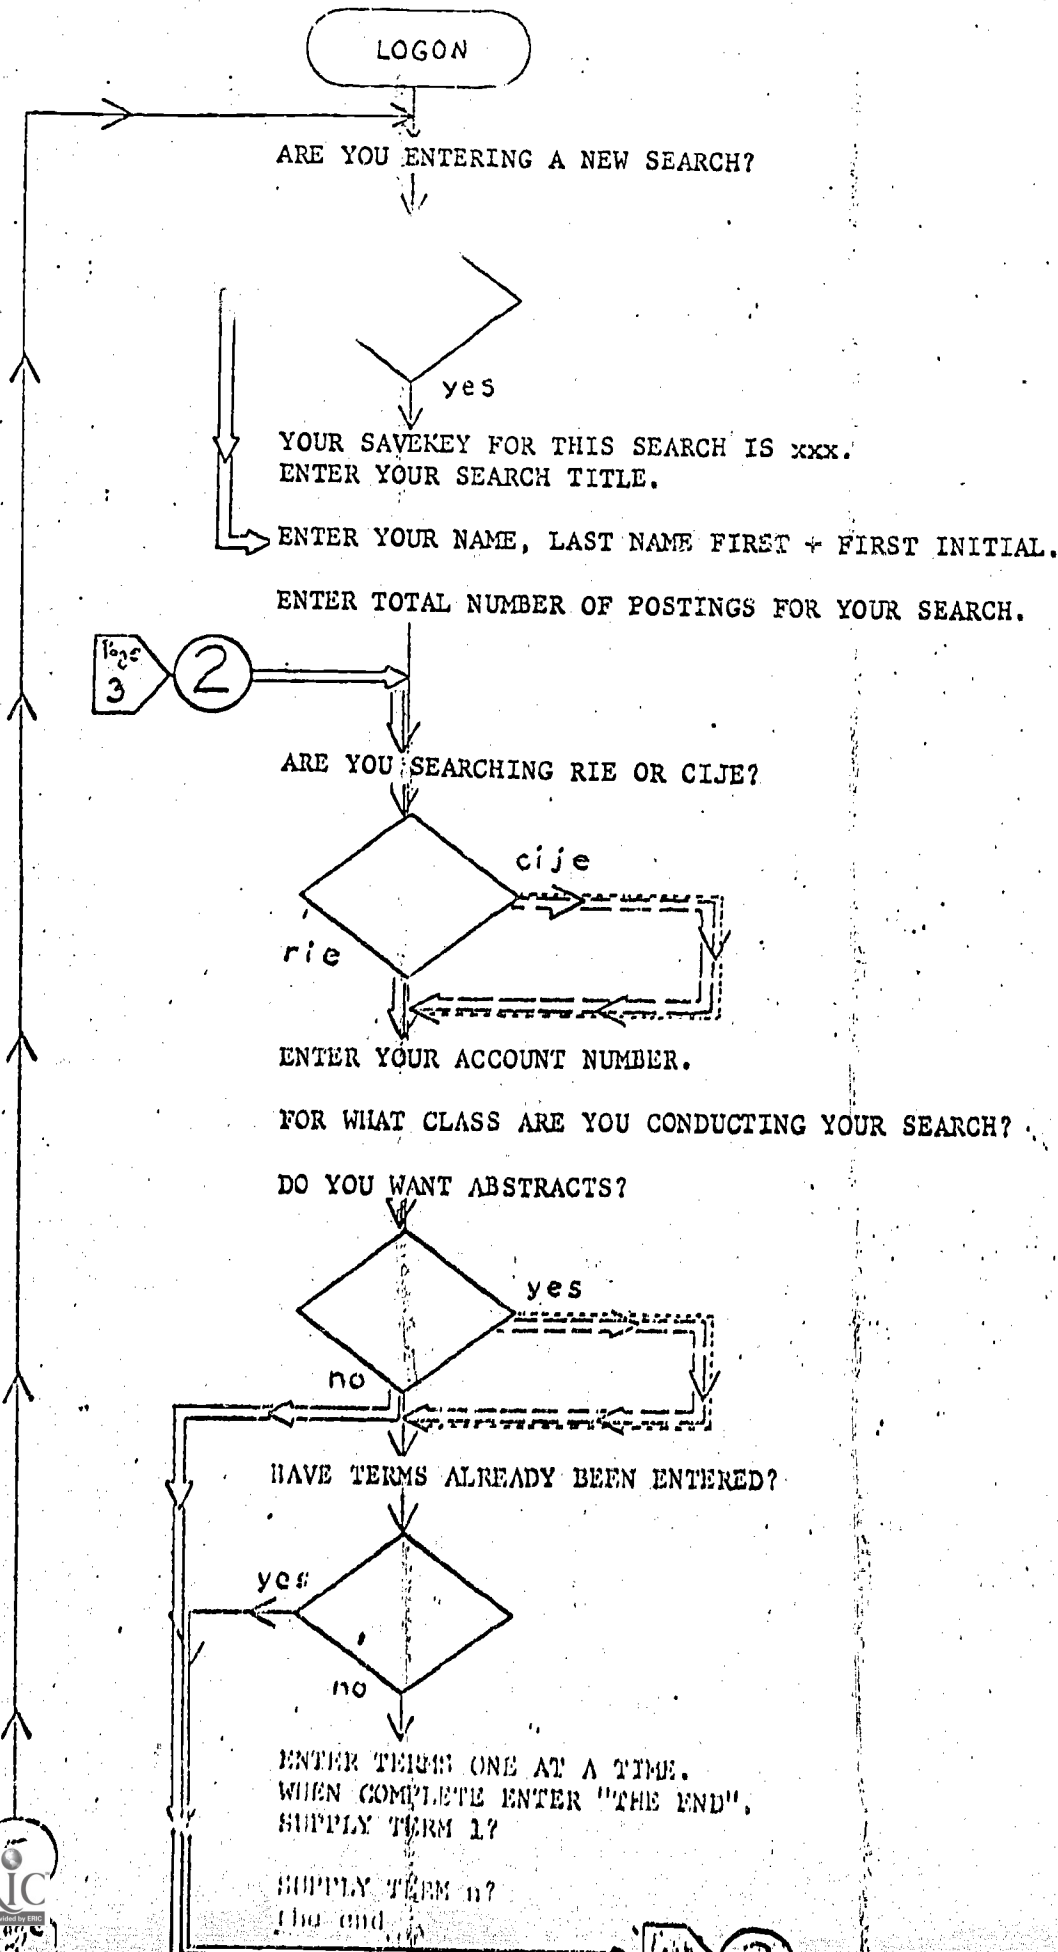 LOGON
ARE YOU ENTERING A NEW SEARCH?
yes
YOUR SAVEKEY FOR THIS SEARCH IS xxx.
ENTER YOUR SEARCH TITLE.
ENTER YOUR NAME, LAST NAME FIRST + FIRST INITIAL.
ENTER TOTAL NUMBER OF POSTINGS FOR YOUR SEARCH.
Page
3
2
ARE YOU SEARCHING RIE OR CIJE?
cije
rie
ENTER YOUR ACCOUNT NUMBER.
FOR WHAT CLASS ARE YOU CONDUCTING YOUR SEARCH?
DO YOU WANT ABSTRACTS?
yes
no
HAVE TERMS ALREADY BEEN ENTERED?
yes
no
ENTER TERMS ONE AT A TIME.
WHEN COMPLETE ENTER "THE END".
SUPPLY TERM 1?
SUPPLY TERM n?
the end